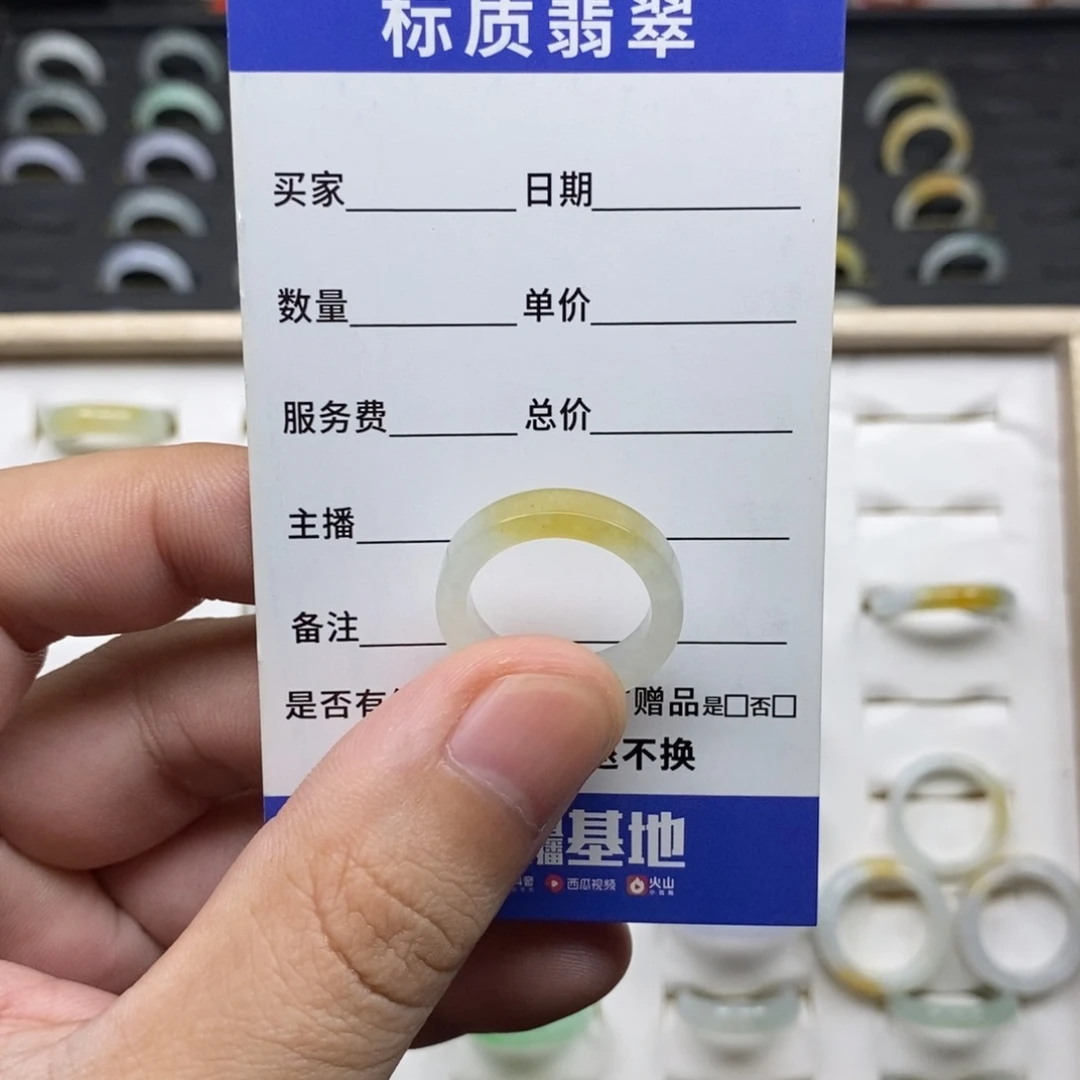 标质翡翠
买家 日期
数量 单价
服务费 总价
主播
备注
是否有 赠品 是□否□
不换
播基地
西瓜视频 火山